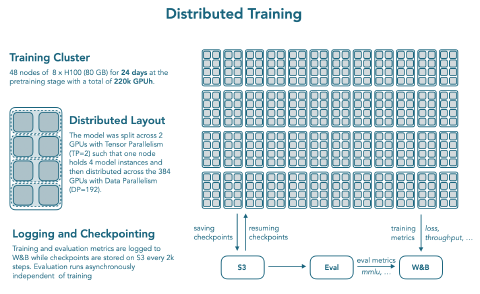 Distributed Training
Training Cluster
48 nodes of 8 x H100 (80 GB) for 24 days at the
pretraining stage with a total of 220k GPUh.
Distributed Layout
The model was split across 2
GPUs with Tensor Parallelism
(TP=2) such that one node
holds 4 model instances and
then distributed across the 384
GPUs with Data Parallelism
(DP=192).
Logging and Checkpointing
Training and evaluation metrics are logged to
W&B while checkpoints are stored on S3 every 2k
steps. Evaluation runs asynchronously
independent of training
saving
checkpoints
resuming
checkpoints
training
metrics
loss,
throughput, ...
S3
Eval
eval metrics
mmlu, ...
W&B